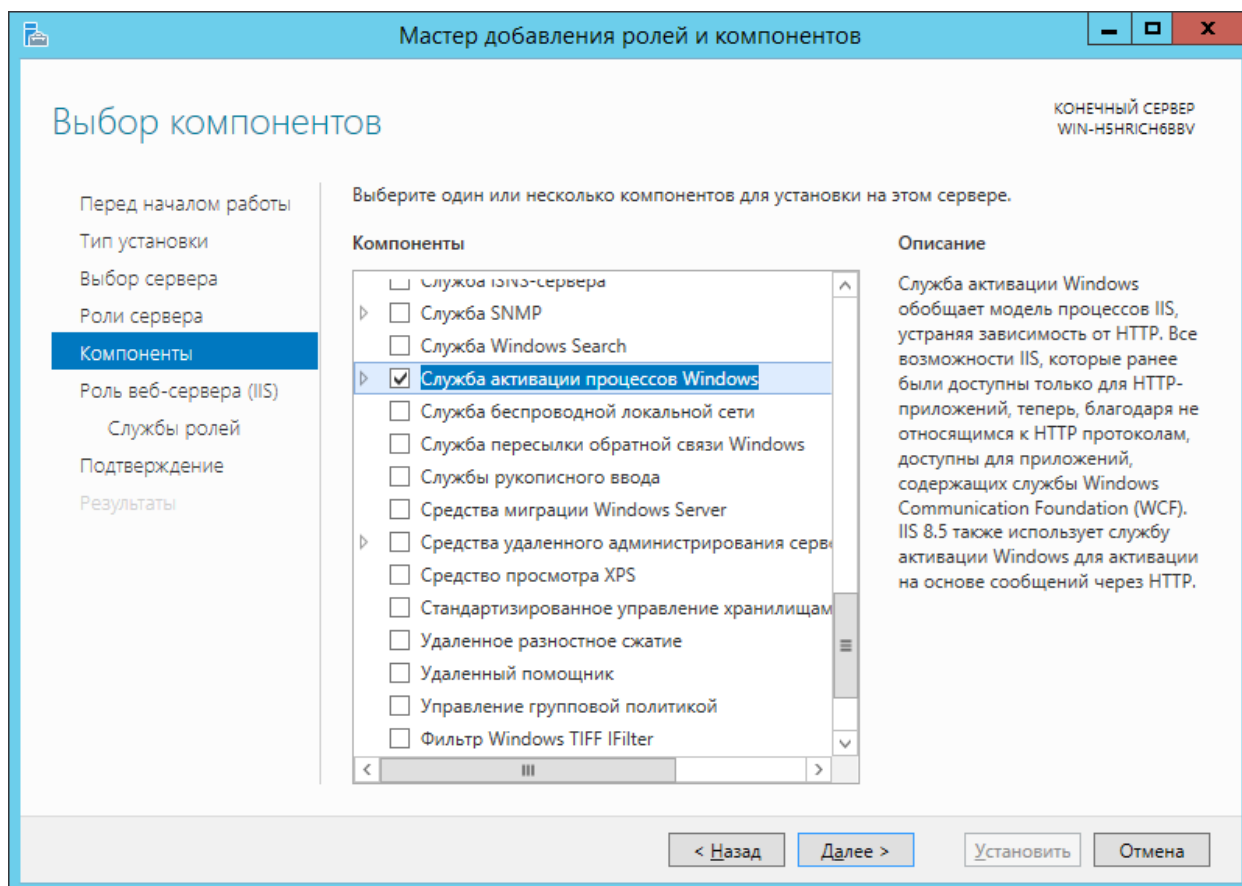 Мастер добавления ролей и компонентов
Выбор компонентов
КОНЕЧНЫЙ СЕРВЕР
WIN-H5HRICH6BBV
Перед началом работы
Тип установки
Выбор сервера
Роли сервера
Компоненты
Роль веб-сервера (IIS)
Службы ролей
Подтверждение
Результаты
Выберите один или несколько компонентов для установки на этом сервере.
Компоненты
Служба iSNS-сервера
Служба SNMP
Служба Windows Search
Служба активации процессов Windows
Служба беспроводной локальной сети
Служба пересылки обратной связи Windows
Службы рукописного ввода
Средства миграции Windows Server
Средства удаленного администрирования серв
Средство просмотра XPS
Стандартизированное управление хранилищам
Удаленное разностное сжатие
Удаленный помощник
Управление групповой политикой
Фильтр Windows TIFF IFilter
Описание
Служба активации Windows
обобщает модель процессов IIS,
устраняя зависимость от HTTP. Все
возможности IIS, которые ранее
были доступны только для HTTP-
приложений, теперь, благодаря не
относящимся к HTTP протоколам,
доступны для приложений,
содержащих службы Windows
Communication Foundation (WCF).
IIS 8.5 также использует службу
активации Windows для активации
на основе сообщений через HTTP.
< Назад
Далее >
Установить
Отмена